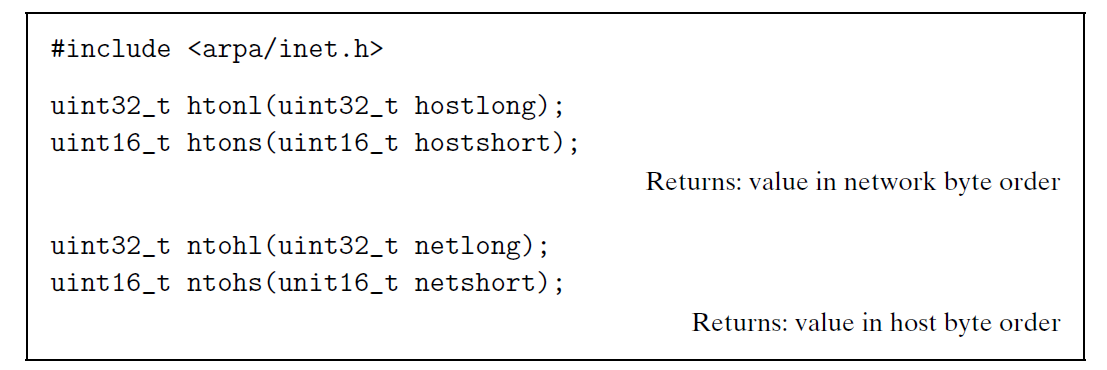 #include <arpa/inet.h>
uint32_t htonl(uint32_t hostlong);
uint16_t htons(uint16_t hostshort);
Returns: value in network byte order
uint32_t ntohl(uint32_t netlong);
uint16_t ntohs(unit16_t netshort);
Returns: value in host byte order